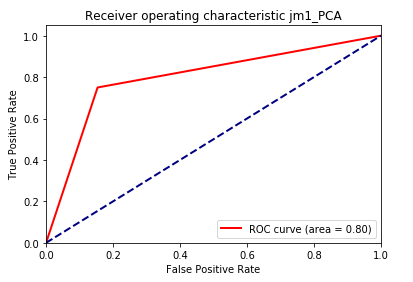 Receiver operating characteristic jm1_PCA
True Positive Rate
1.0
0.8
0.6
0.4
0.2
0.0
ROC curve (area = 0.80)
0.0 0.2 0.4 0.6 0.8 1.0
False Positive Rate